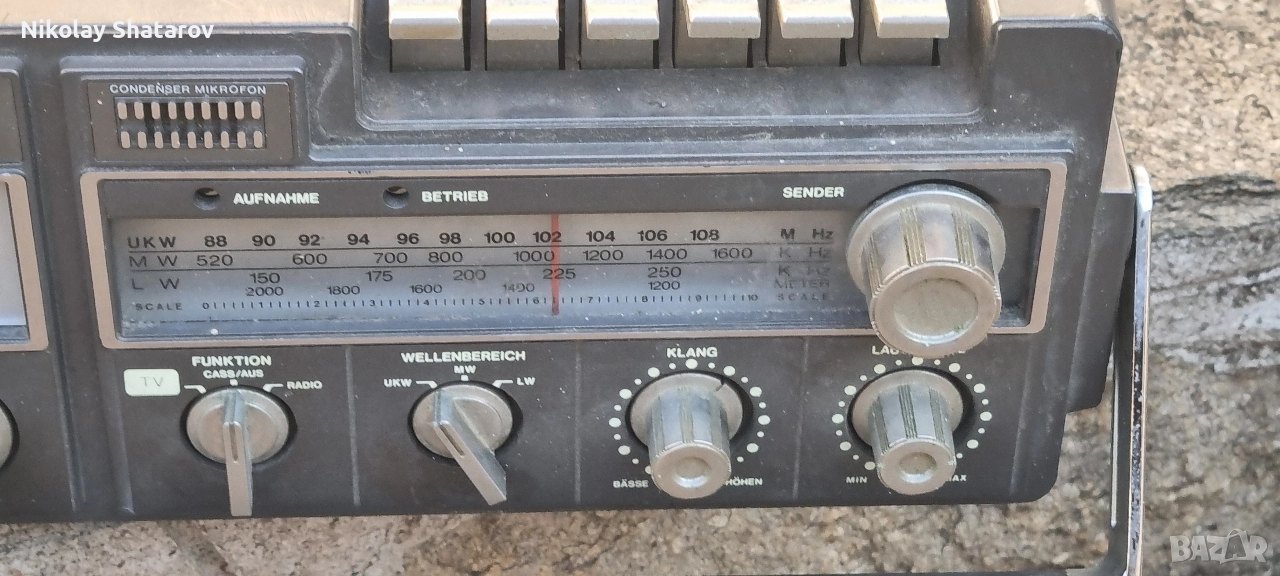 Nikolay Shatarov
CONDENSER MIKROFON
AUFNAHME BETRIEB SENDER
UKW 88 90 92 94 96 98 100 102 104 106 108 M Hz
MW 520 600 700 800 1000 1200 1400 1600 K Hz
LW 150 175 200 225 250 K Hz
2000 1800 1600 1400 1200 METER
SCALE 0 1 2 3 4 5 6 7 8 9 10 SCALE
FUNKTION WELLENBEREICH KLANG
TV CASS/AUS RADIO UKW MW LW
BÄSSE HÖHEN MIN
BAZAR